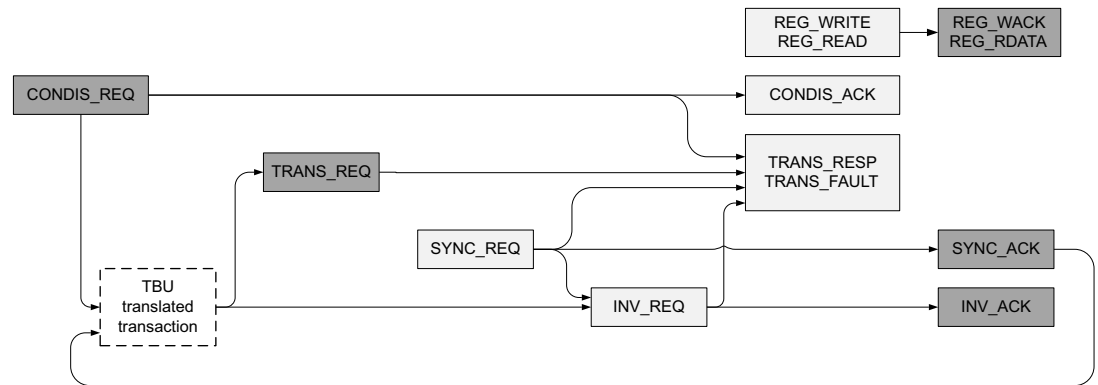 REG_WRITE
REG_READ
REG_WACK
REG_RDATA
CONDIS_REQ
CONDIS_ACK
TRANS_REQ
TRANS_RESP
TRANS_FAULT
SYNC_REQ
SYNC_ACK
TBU
translated
transaction
INV_REQ
INV_ACK